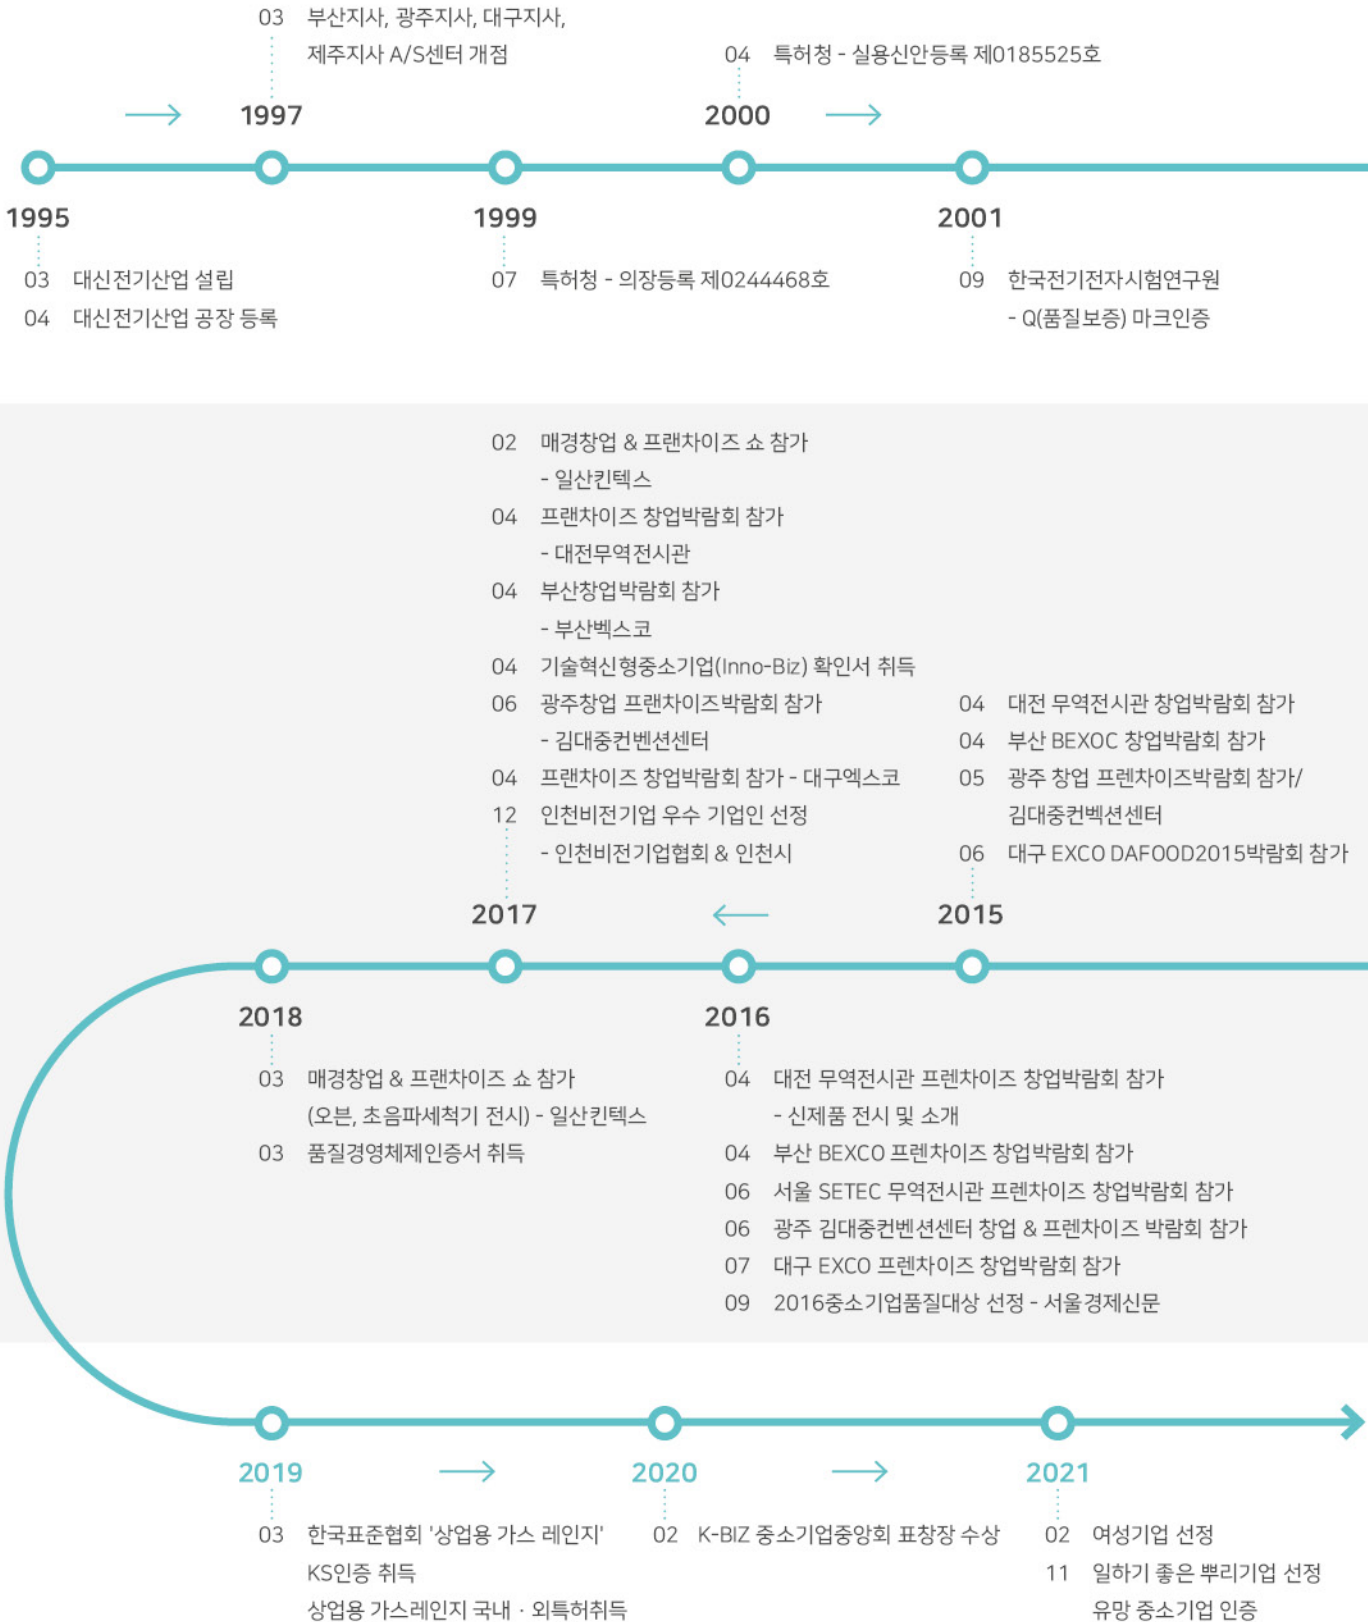 03 부산지사, 광주지사, 대구지사,
제주지사 A/S센터 개점
1997
04 특허청 - 실용신안등록 제0185525호
2000
1995
03 대신전기산업 설립
04 대신전기산업 공장 등록
1999
07 특허청 - 의장등록 제0244468호
2001
09 한국전기전자시험연구원
- Q(품질보증) 마크인증
02 매경창업 & 프랜차이즈 쇼 참가
- 일산킨텍스
04 프랜차이즈 창업박람회 참가
- 대전무역전시관
04 부산창업박람회 참가
- 부산벡스코
04 기술혁신형중소기업(Inno-Biz) 확인서 취득
06 광주창업 프랜차이즈박람회 참가
- 김대중컨벤션센터
04 프랜차이즈 창업박람회 참가 - 대구엑스코
12 인천비전기업 우수 기업인 선정
- 인천비전기업협회 & 인천시
2017
04 대전 무역전시관 창업박람회 참가
04 부산 BEXOC 창업박람회 참가
05 광주 창업 프렌차이즈박람회 참가/
김대중컨벡션센터
06 대구 EXCO DAFOOD2015박람회 참가
2015
2018
03 매경창업 & 프랜차이즈 쇼 참가
(오븐, 초음파세척기 전시) - 일산킨텍스
03 품질경영체제인증서 취득
2016
04 대전 무역전시관 프렌차이즈 창업박람회 참가
- 신제품 전시 및 소개
04 부산 BEXCO 프렌차이즈 창업박람회 참가
06 서울 SETEC 무역전시관 프렌차이즈 창업박람회 참가
06 광주 김대중컨벤션센터 창업 & 프렌차이즈 박람회 참가
07 대구 EXCO 프렌차이즈 창업박람회 참가
09 2016중소기업품질대상 선정 - 서울경제신문
2019
03 한국표준협회 '상업용 가스 레인지'
KS인증 취득
상업용 가스레인지 국내 · 외특허취득
2020
02 K-BIZ 중소기업중앙회 표창장 수상
2021
02 여성기업 선정
11 일하기 좋은 뿌리기업 선정
유망 중소기업 인증